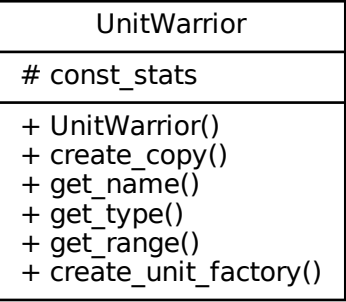 UnitWarrior
# const_stats
+ UnitWarrior()
+ create_copy()
+ get_name()
+ get_type()
+ get_range()
+ create_unit_factory()